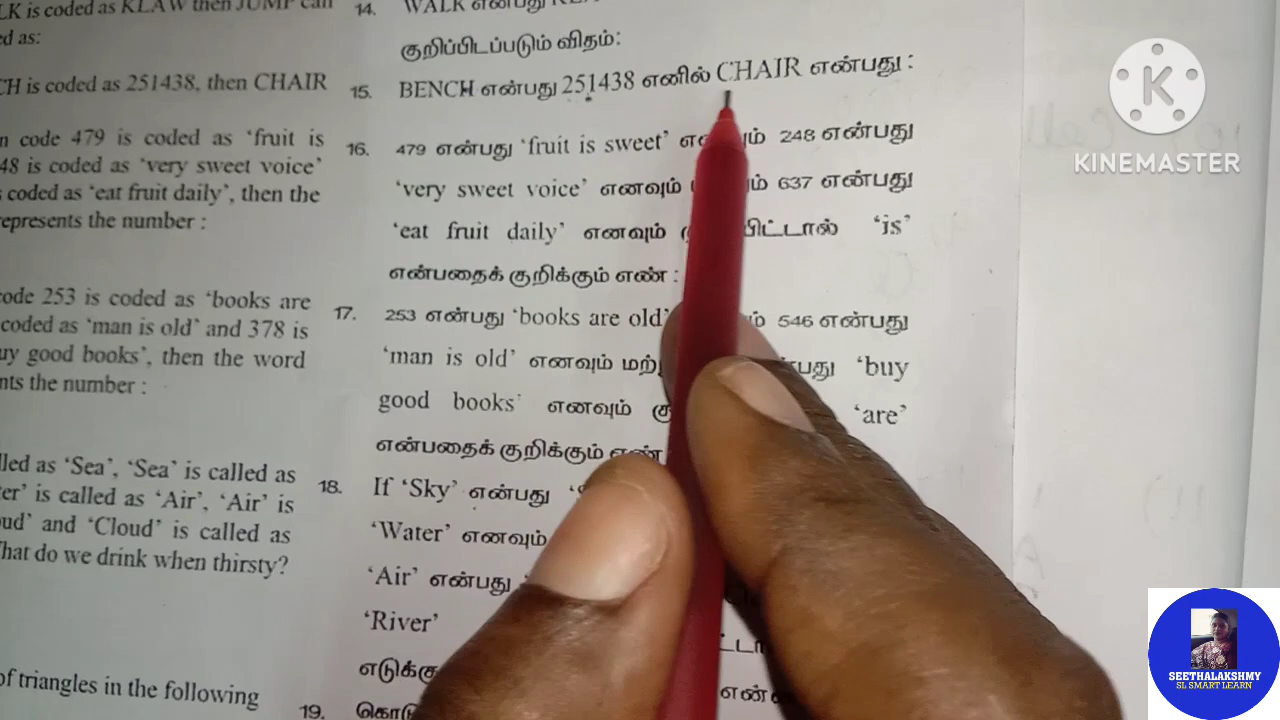 LK is coded as KLAW then JUMP can
ed as:
CH is coded as 251438, then CHAIR
n code 479 is coded as ‘fruit is
48 is coded as ‘very sweet voice’
s coded as ‘eat fruit daily’, then the
represents the number :
code 253 is coded as ‘books are
coded as ‘man is old’ and 378 is
uy good books’, then the word
nts the number :
lled as ‘Sea’, ‘Sea’ is called as
ter’ is called as ‘Air’, ‘Air’ is
oud’ and ‘Cloud’ is called as
What do we drink when thirsty?
of triangles in the following
14. WALK என்பது
குறிப்பிடப்படும் விதம்:
15. BENCH என்பது 251438 எனில் CHAIR என்பது :
16. 479 என்பது ‘fruit is sweet’ 248 என்பது
‘very sweet voice’ எனவும் 637 என்பது
‘eat fruit daily’ எனவும் ‘is’
என்பதைக் குறிக்கும் எண் :
17. 253 என்பது ‘books are old’ 546 என்பது
‘man is old’ எனவும் ‘buy
good books’ எனவும் ‘are’
என்பதைக் குறிக்கும் எண்
18. If ‘Sky’ என்பது
‘Water’ எனவும்
‘Air’ என்பது
‘River’
19.
KINEMASTER
SEETHALAKSHMY
SL SMART LEARN